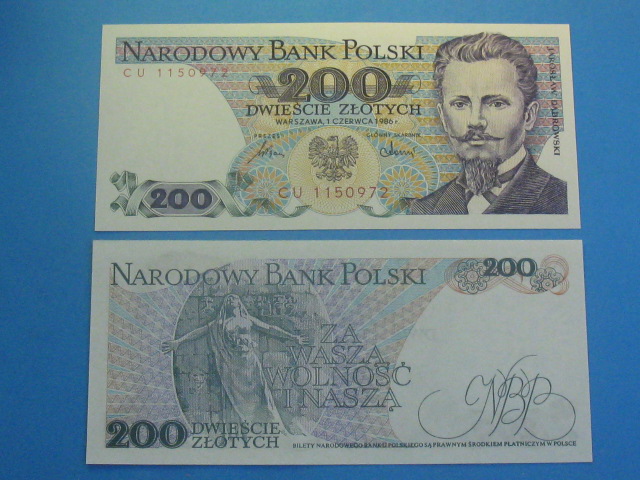 NARODOWY BANK POLSKI
CU 1150972
200
DWIEŚCIE ZŁOTYCH
WARSZAWA, 1 CZERWCA 1986 r.
PREZES GŁÓWNY SKARBNIK
JAROSŁAW DĄBROWSKI
CU 1150972
200
NARODOWY BANK POLSKI
200
ZA
WASZĄ
WOLNOŚĆ
I NASZĄ
NBP
200
DWIEŚCIE
ZŁOTYCH
BILETY NARODOWEGO BANKU POLSKIEGO SĄ PRAWNYM ŚRODKIEM PŁATNICZYM W POLSCE